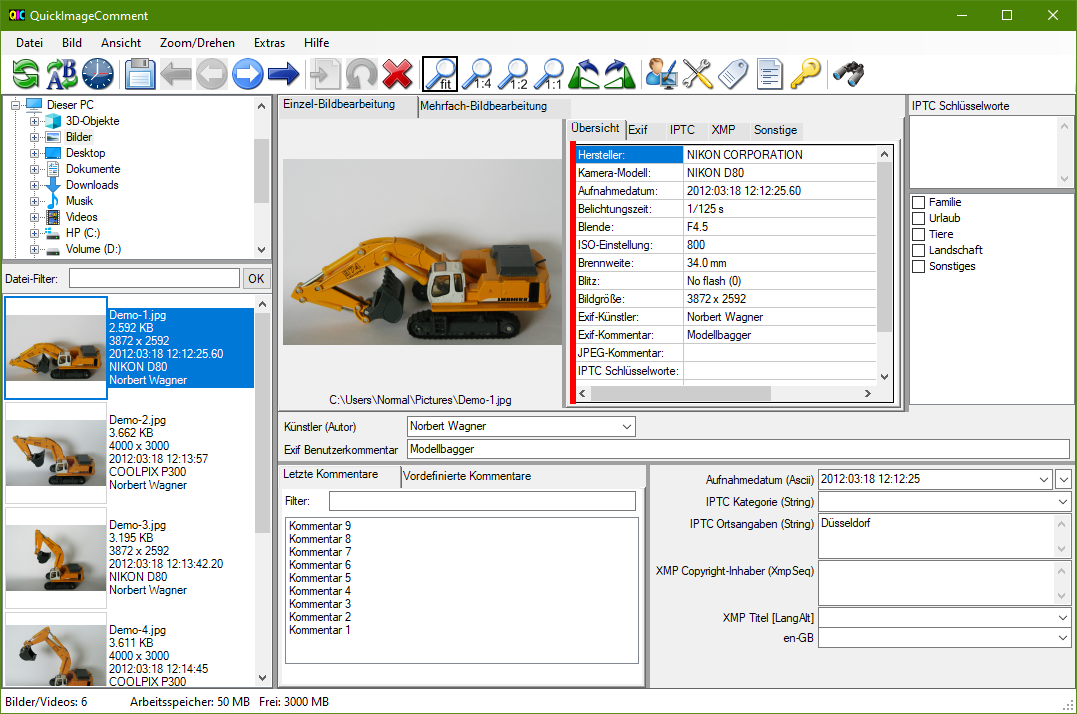 QIC QuickImageComment
Datei Bild Ansicht Zoom/Drehen Extras Hilfe
AB fit 1:4 1:2 1:1
Dieser PC
3D-Objekte
Bilder
Desktop
Dokumente
Downloads
Musik
Videos
HP (C:)
Volume (D:)
Datei-Filter: OK
Demo-1.jpg
2.592 KB
3872 x 2592
2012:03:18 12:12:25.60
NIKON D80
Norbert Wagner
Demo-2.jpg
3.662 KB
4000 x 3000
2012:03:18 12:13:57
COOLPIX P300
Norbert Wagner
Demo-3.jpg
3.195 KB
3872 x 2592
2012:03:18 12:13:42.20
NIKON D80
Norbert Wagner
Demo-4.jpg
3.611 KB
4000 x 3000
2012:03:18 12:14:45
COOLPIX P300
Einzel-Bildbearbeitung Mehrfach-Bildbearbeitung
974
LIEBHERR
C:\Users\Normal\Pictures\Demo-1.jpg
Übersicht Exif IPTC XMP Sonstige
Hersteller: NIKON CORPORATION
Kamera-Modell: NIKON D80
Aufnahmedatum: 2012:03:18 12:12:25.60
Belichtungszeit: 1/125 s
Blende: F4.5
ISO-Einstellung: 800
Brennweite: 34.0 mm
Blitz: No flash (0)
Bildgröße: 3872 x 2592
Exif-Künstler: Norbert Wagner
Exif-Kommentar: Modellbagger
JPEG-Kommentar:
IPTC Schlüsselworte:
IPTC Schlüsselworte
Familie
Urlaub
Tiere
Landschaft
Sonstiges
Künstler (Autor) Norbert Wagner
Exif Benutzerkommentar Modellbagger
Letzte Kommentare Vordefinierte Kommentare
Filter:
Kommentar 9
Kommentar 8
Kommentar 7
Kommentar 6
Kommentar 5
Kommentar 4
Kommentar 3
Kommentar 2
Kommentar 1
Aufnahmedatum (Ascii) 2012:03:18 12:12:25
IPTC Kategorie (String)
IPTC Ortsangaben (String) Düsseldorf
XMP Copyright-Inhaber (XmpSeq)
XMP Titel [LangAlt]
en-GB
Bilder/Videos: 6 Arbeitsspeicher: 50 MB Frei: 3000 MB